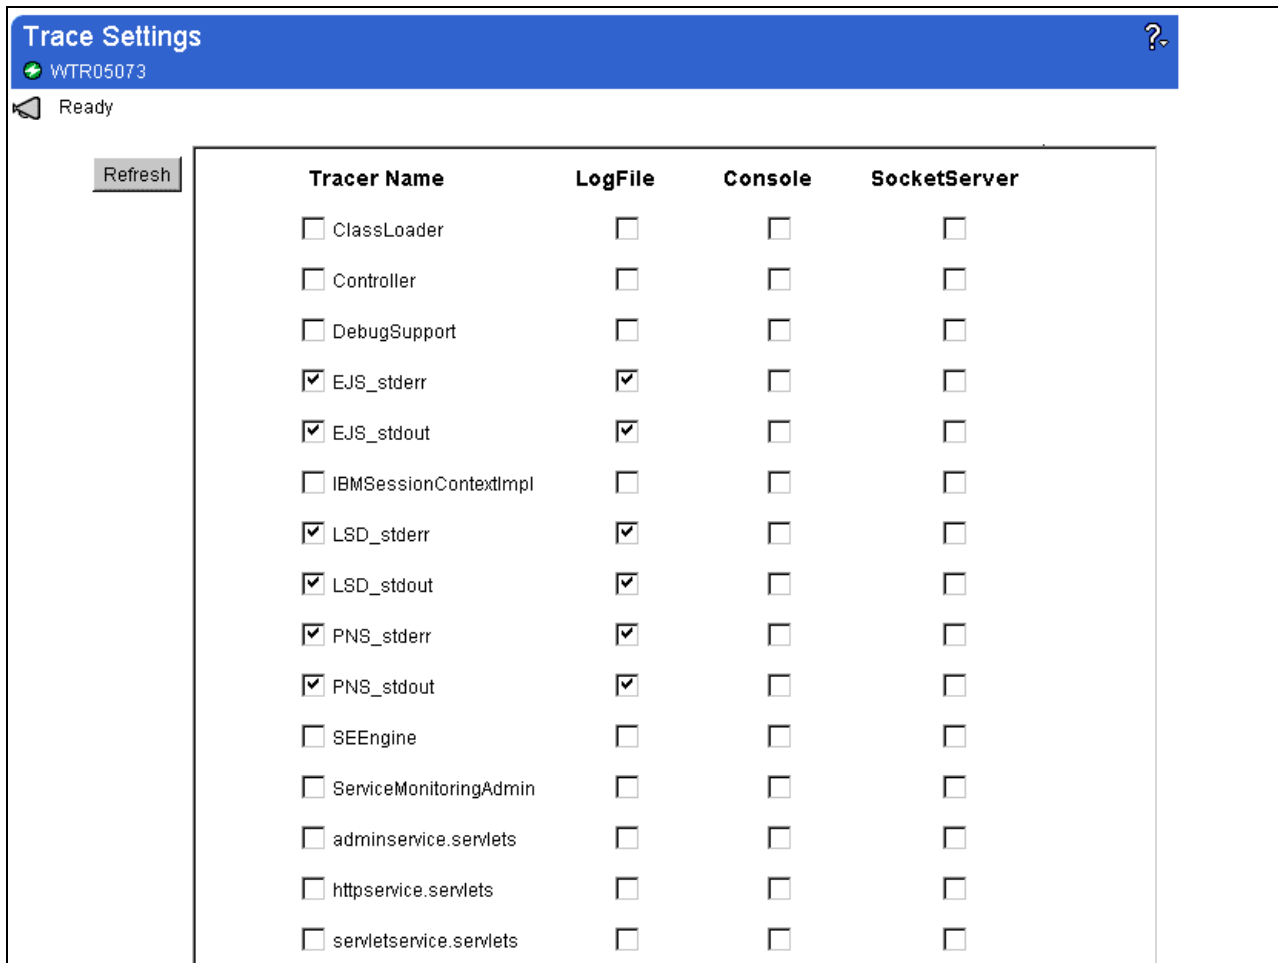 Trace Settings
?
WTR05073
Ready
Refresh
Tracer Name LogFile Console SocketServer
ClassLoader
Controller
DebugSupport
EJS_stderr
EJS_stdout
IBMSessionContextImpl
LSD_stderr
LSD_stdout
PNS_stderr
PNS_stdout
SEEngine
ServiceMonitoringAdmin
adminservice.servlets
httpservice.servlets
servletservice.servlets